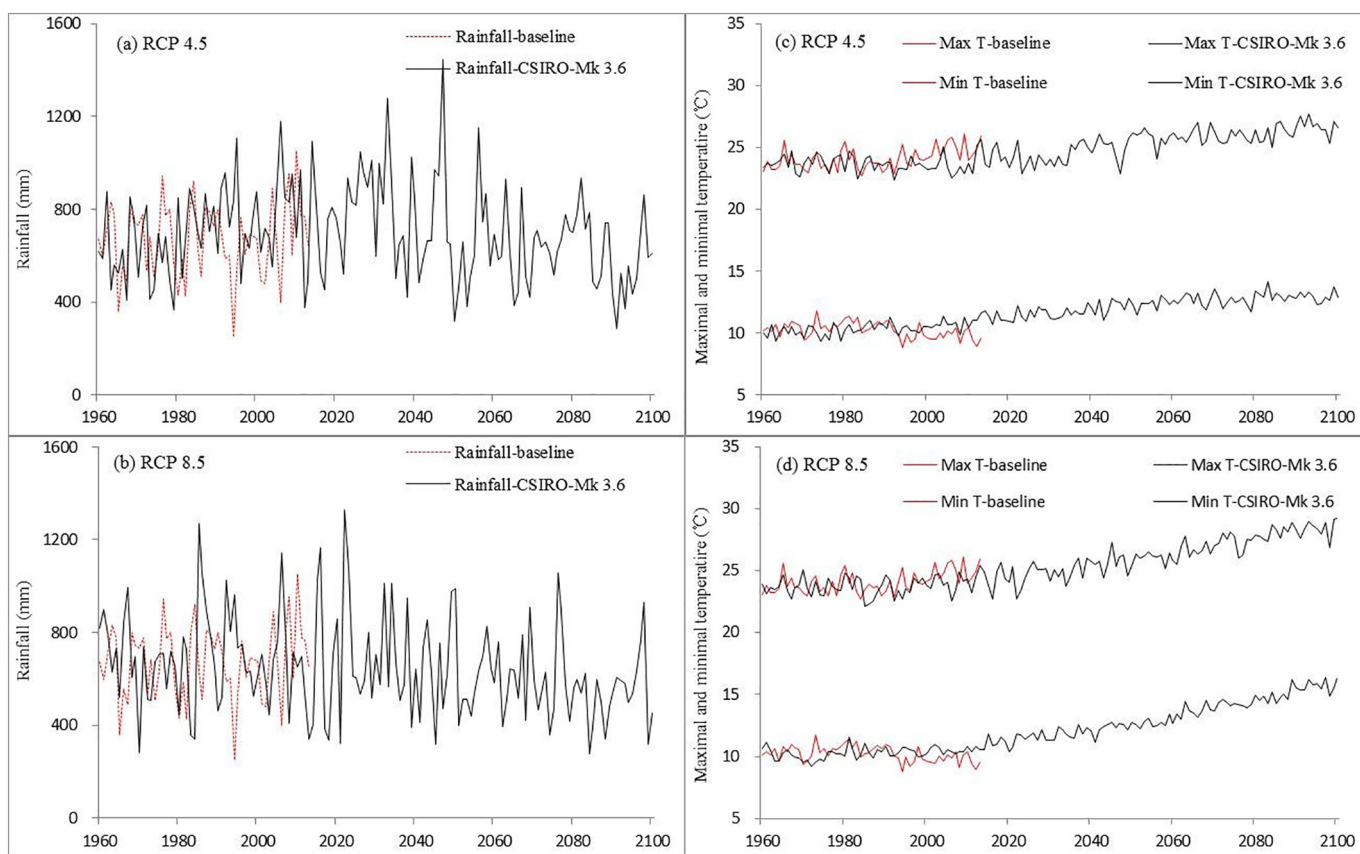 (a) RCP 4.5
Rainfall-baseline
Rainfall-CSIRO-Mk 3.6
Rainfall (mm)
1600
1200
800
400
0
1960 1980 2000 2020 2040 2060 2080 2100
(c) RCP 4.5
Max T-baseline Max T-CSIRO-Mk 3.6
Min T-baseline Min T-CSIRO-Mk 3.6
Maximal and minimal temperatire (℃)
35
30
25
20
15
10
5
1960 1980 2000 2020 2040 2060 2080 2100
(b) RCP 8.5
Rainfall-baseline
Rainfall-CSIRO-Mk 3.6
Rainfall (mm)
1600
1200
800
400
0
1960 1980 2000 2020 2040 2060 2080 2100
(d) RCP 8.5
Max T-baseline Max T-CSIRO-Mk 3.6
Min T-baseline Min T-CSIRO-Mk 3.6
Maximal and minimal temperatire (℃)
35
30
25
20
15
10
5
1960 1980 2000 2020 2040 2060 2080 2100